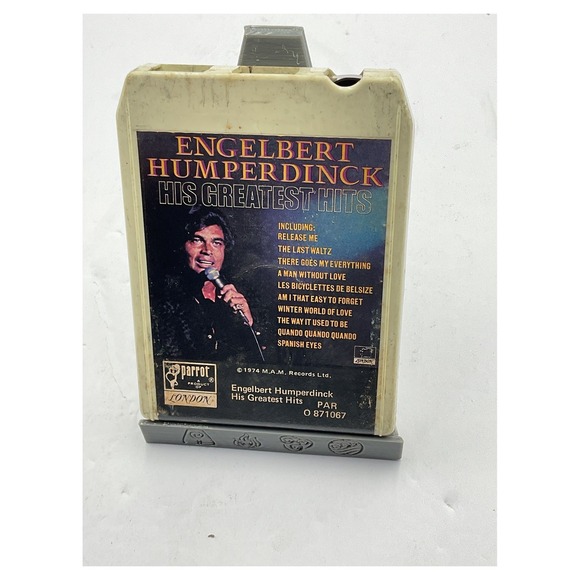 ENGELBERT
HUMPERDINCK
HIS GREATEST HITS
INCLUDING:
RELEASE ME
THE LAST WALTZ
THERE GOES MY EVERYTHING
A MAN WITHOUT LOVE
LES BICYCLETTES DE BELSIZE
AM I THAT EASY TO FORGET
WINTER WORLD OF LOVE
THE WAY IT USED TO BE
QUANDO QUANDO QUANDO
SPANISH EYES
parrot®
A PRODUCT OF
LONDON
© 1974 M.A.M. Records Ltd.
Engelbert Humperdinck
His Greatest Hits PAR
O 871067